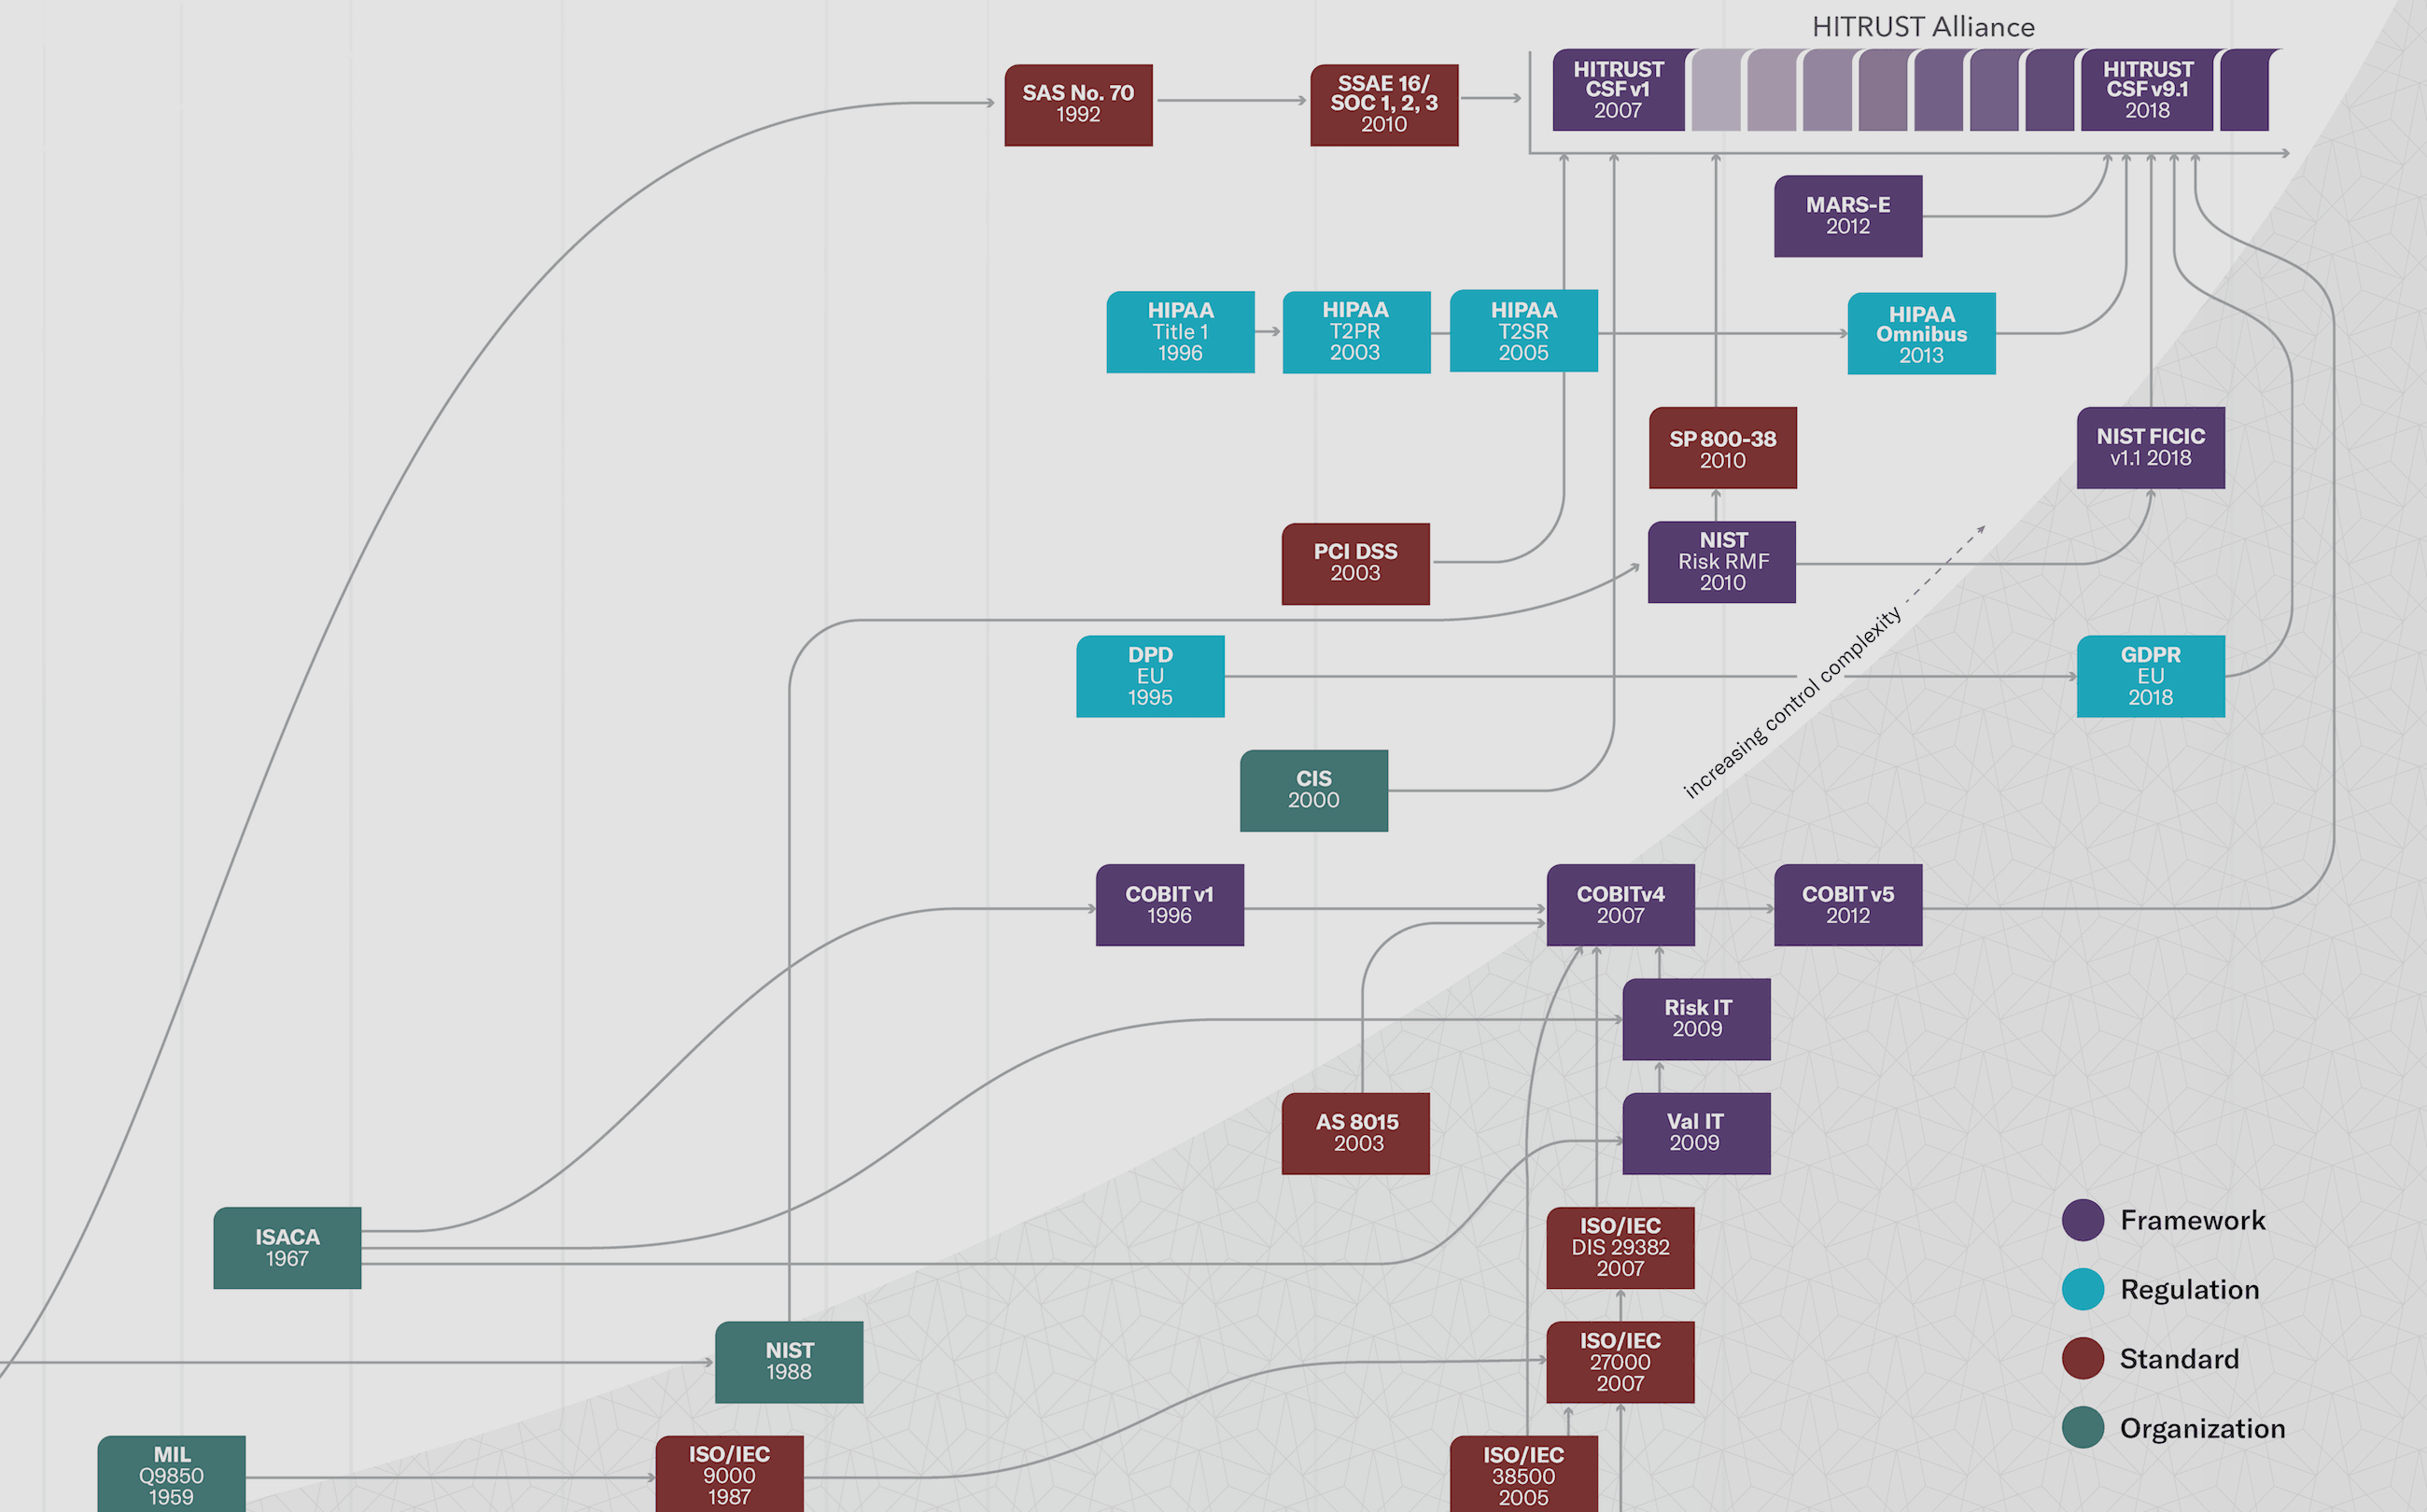 HITRUST Alliance
SAS No. 70
1992
SSAE 16/
SOC 1, 2, 3
2010
HITRUST
CSF v1
2007
HITRUST
CSF v9.1
2018
MARS-E
2012
HIPAA
Title 1
1996
HIPAA
T2PR
2003
HIPAA
T2SR
2005
HIPAA
Omnibus
2013
SP 800-38
2010
NIST FICIC
v1.1 2018
PCI DSS
2003
NIST
Risk RMF
2010
increasing control complexity
DPD
EU
1995
GDPR
EU
2018
CIS
2000
COBIT v1
1996
COBITv4
2007
COBIT v5
2012
Risk IT
2009
AS 8015
2003
Val IT
2009
ISACA
1967
ISO/IEC
DIS 29382
2007
NIST
1988
ISO/IEC
27000
2007
MIL
Q9850
1959
ISO/IEC
9000
1987
ISO/IEC
38500
2005
Framework
Regulation
Standard
Organization